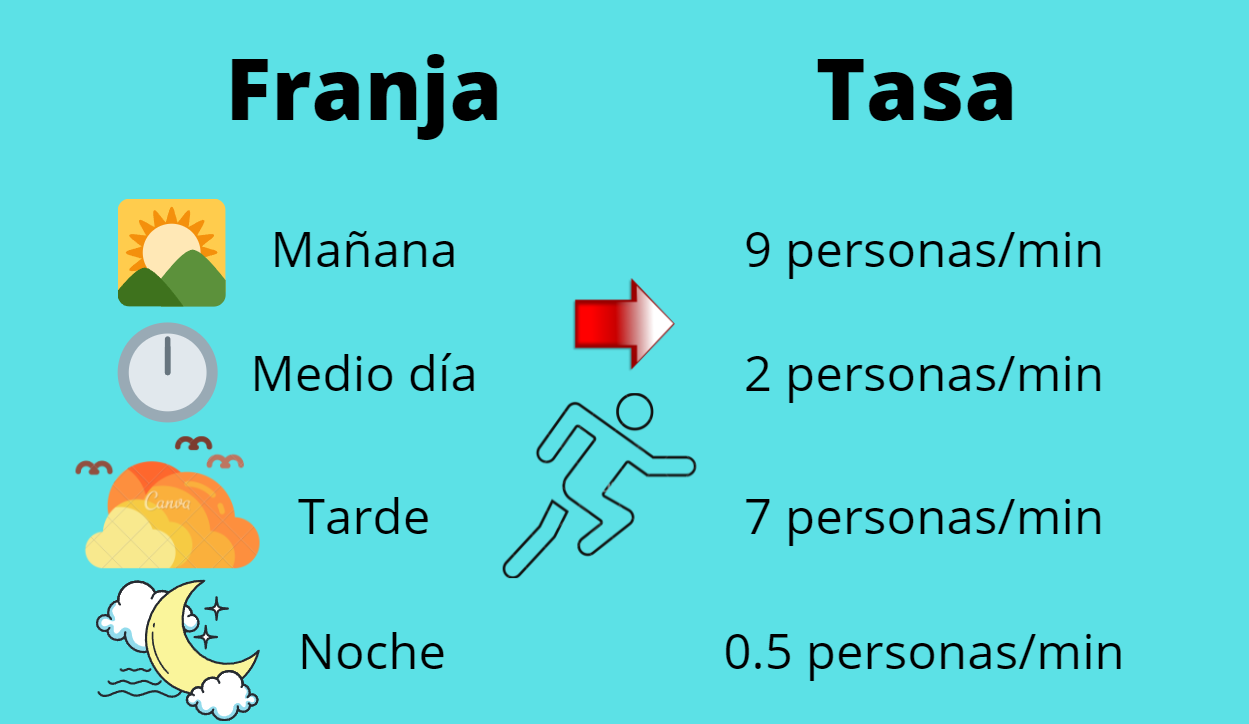 Franja Tasa
Mañana 9 personas/min
Medio día 2 personas/min
Canva
Tarde 7 personas/min
Noche 0.5 personas/min